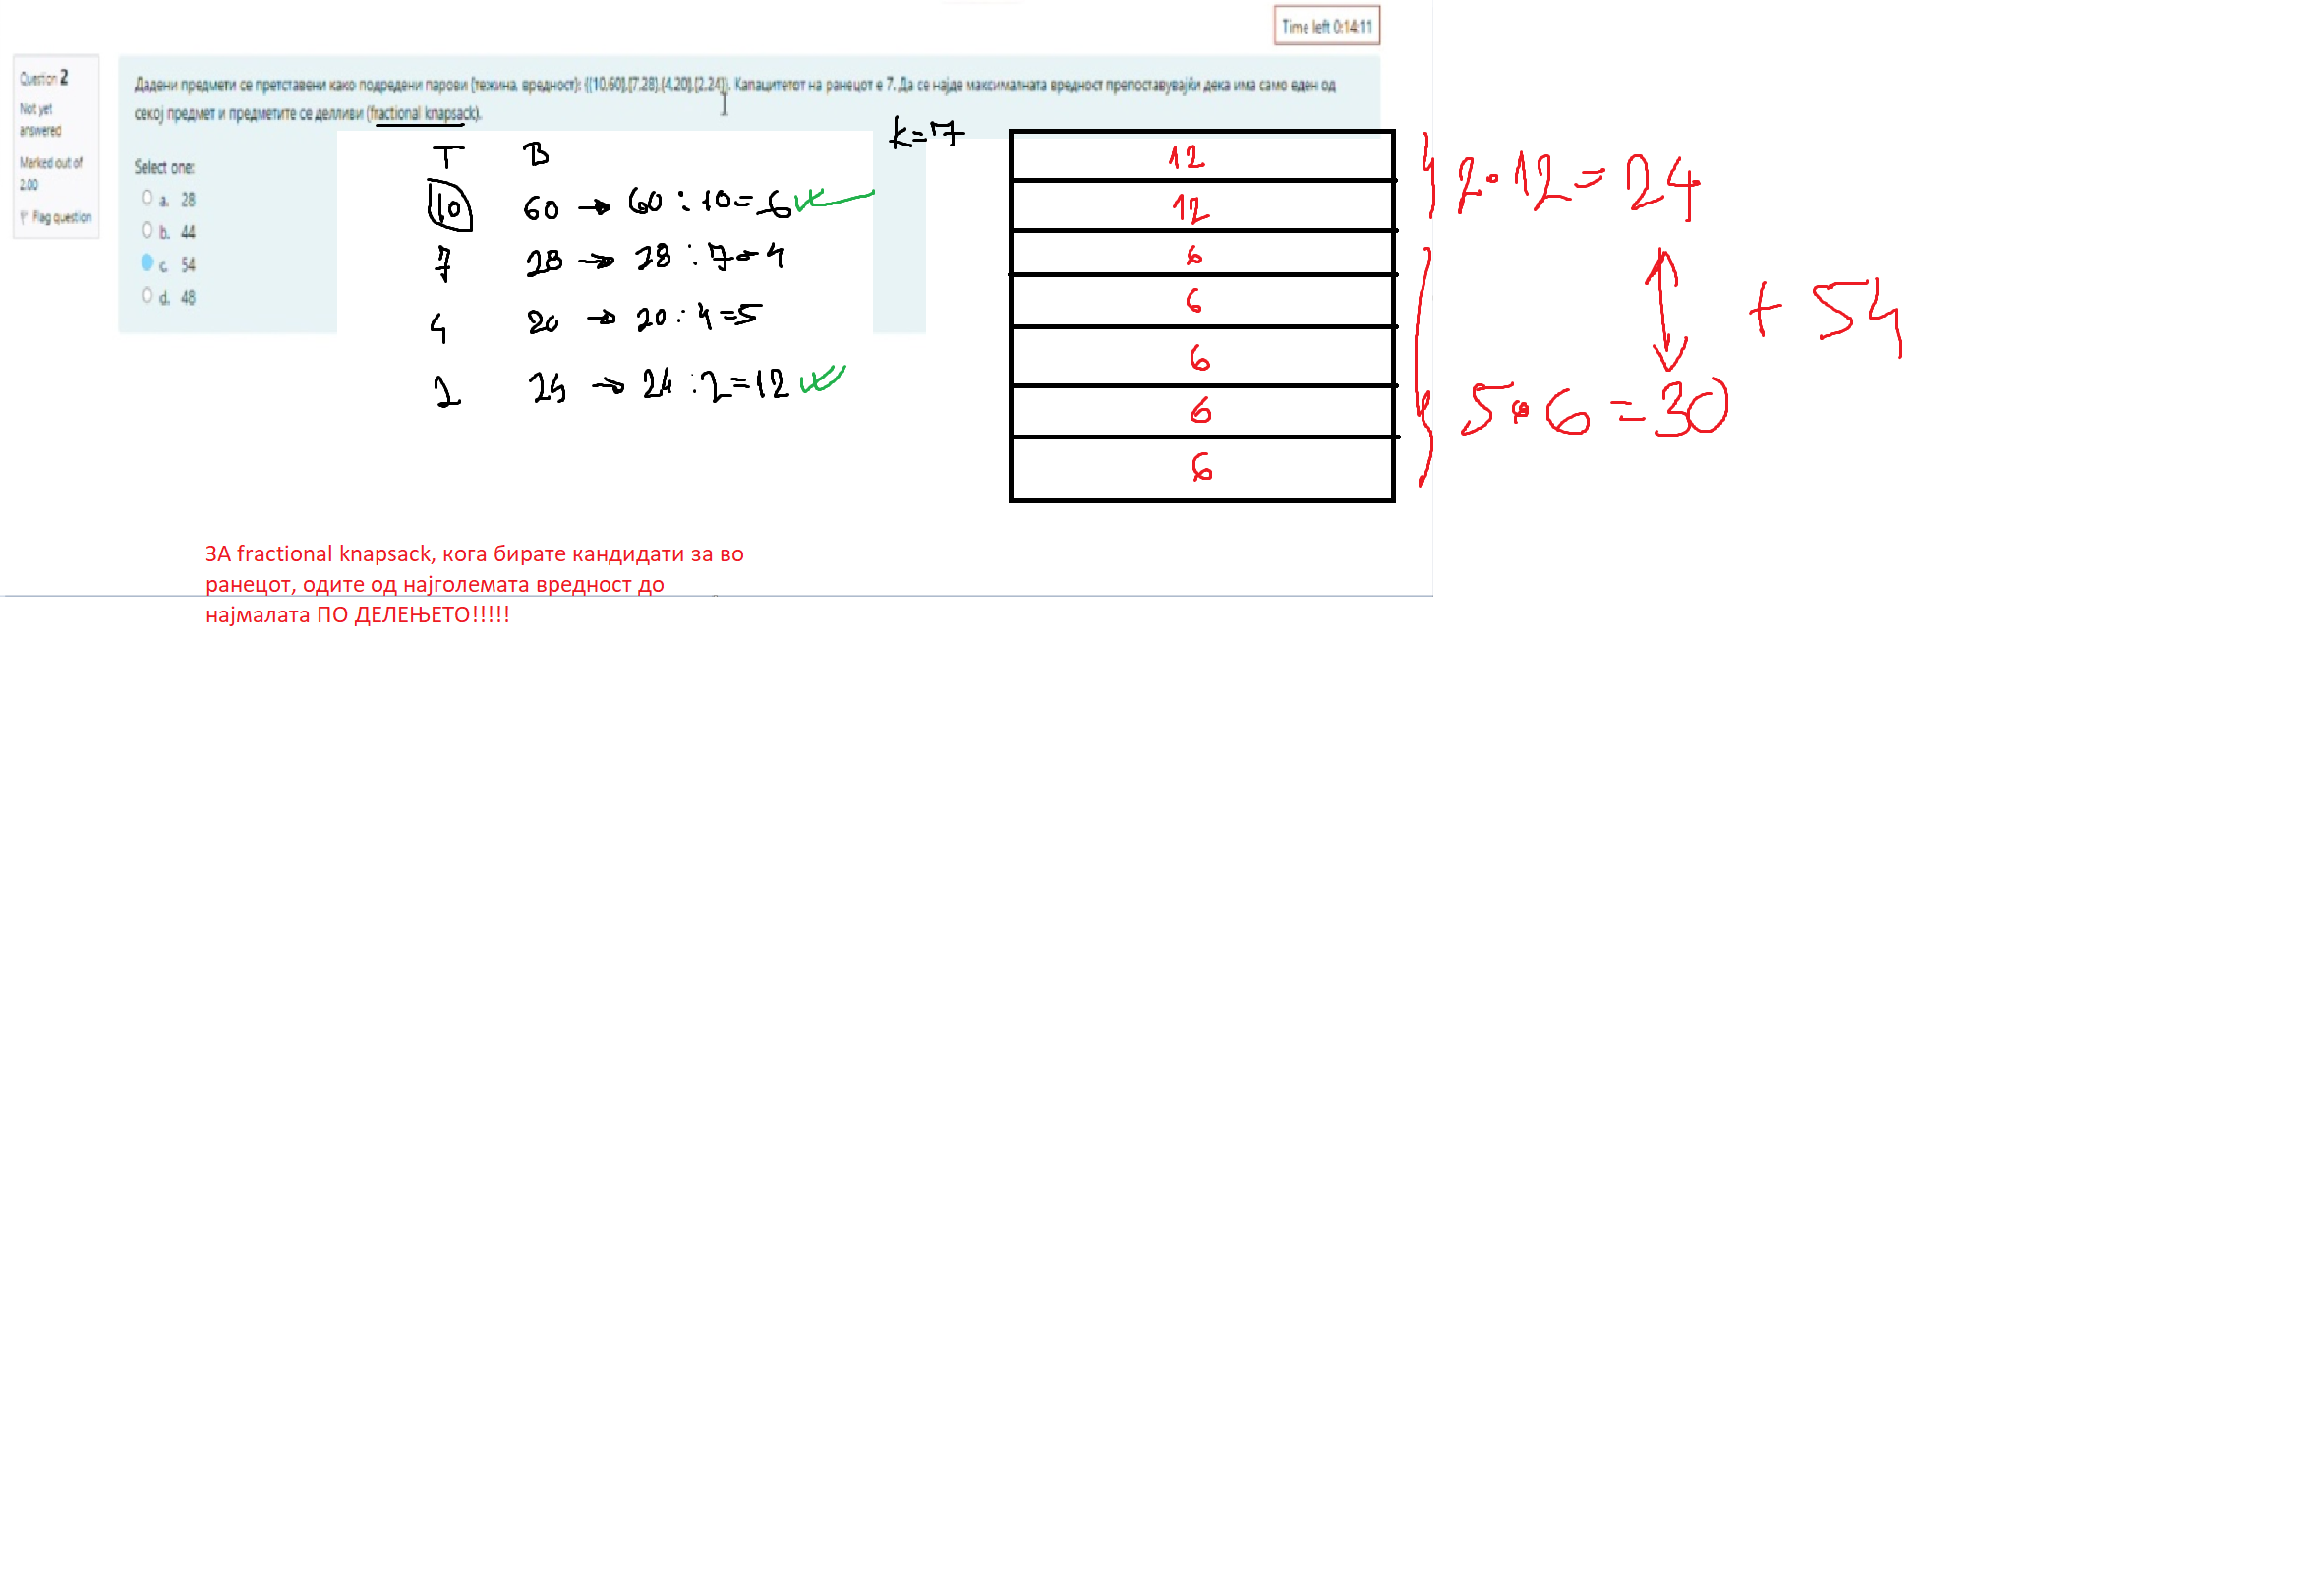 Time left 0:14:11
Question 2
Not yet
answered
Marked out of
2.00
Flag question
Дадени предмети се претставени како подредени парови (тежина, вредност): {(10,60),(7,28),(4,20),(2,24)}. Капацитетот на ранецот е 7. Да се најде максималната вредност препоставувајќи дека има само еден од
секој предмет и предметите се делливи (fractional knapsack).
Select one:
a. 28
b. 44
c. 54
d. 48
T B
10 60 → 60 : 10 = 6
7 28 → 28 : 7 = 4
4 20 → 20 : 4 = 5
2 24 → 24 : 2 = 12
k=7
12
12
6
6
6
6
6
2·12=24
+ 54
5·6=30
ЗА fractional knapsack, кога бирате кандидати за во
ранецот, одите од најголемата вредност до
најмалата ПО ДЕЛЕЊЕТО!!!!!